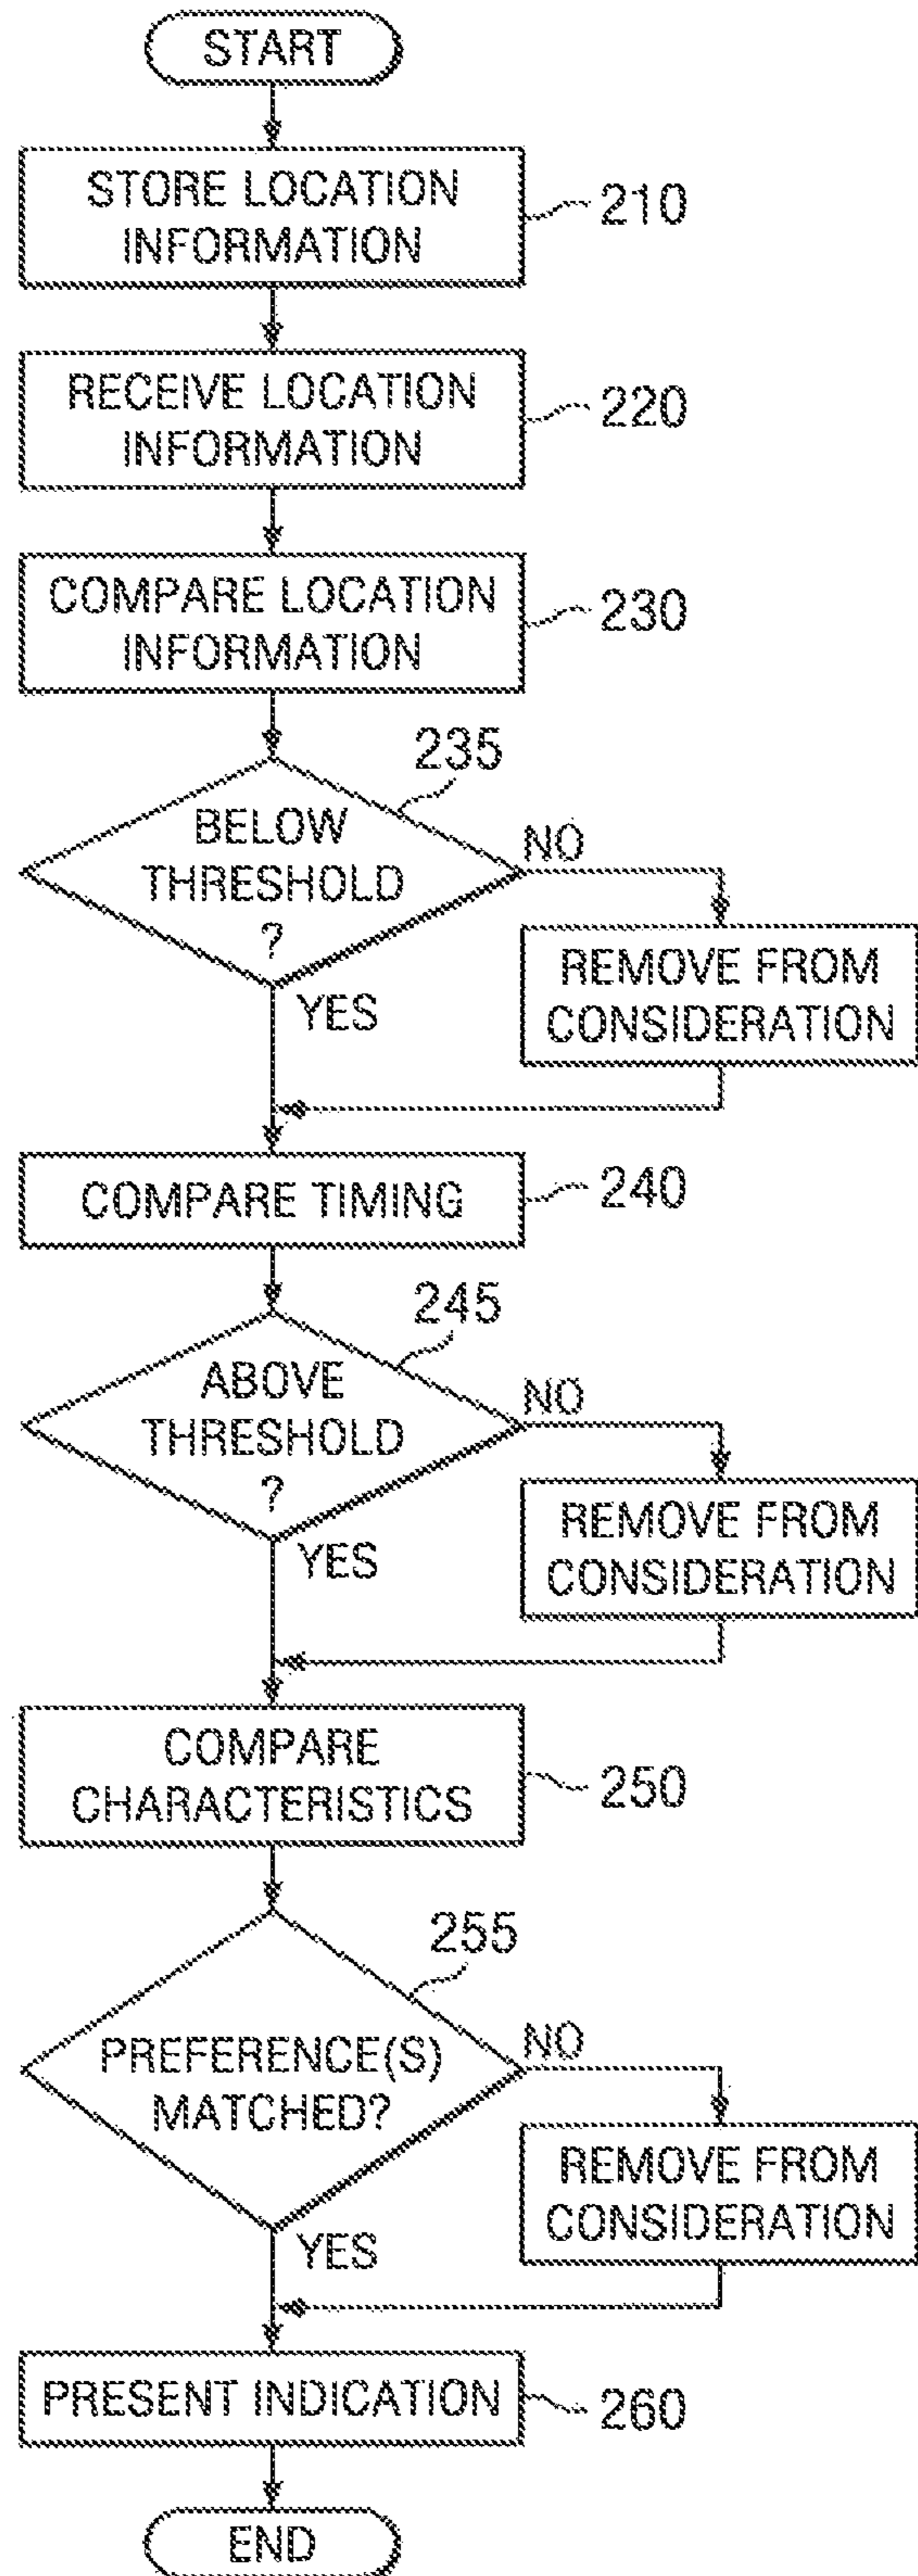 START
STORE LOCATION
INFORMATION
210
RECEIVE LOCATION
INFORMATION
220
COMPARE LOCATION
INFORMATION
230
235
BELOW
THRESHOLD
?
NO
YES
REMOVE FROM
CONSIDERATION
COMPARE TIMING
240
245
ABOVE
THRESHOLD
?
NO
YES
REMOVE FROM
CONSIDERATION
COMPARE
CHARACTERISTICS
250
255
PREFERENCE(S)
MATCHED?
NO
YES
REMOVE FROM
CONSIDERATION
PRESENT INDICATION
260
END